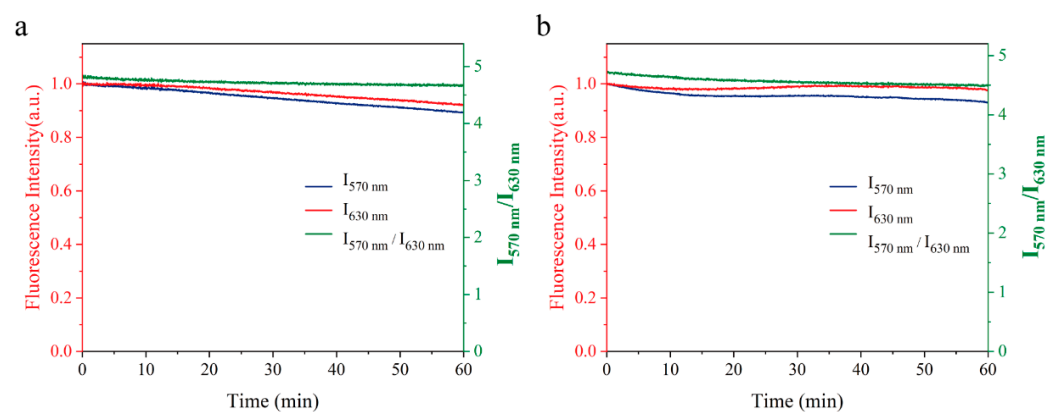 a
Fluorescence Intensity(a.u.)
1.0
0.8
0.6
0.4
0.2
0.0
I570 nm
I630 nm
I570 nm / I630 nm
5
4
3
2
1
0
I570 nm/I630 nm
0 10 20 30 40 50 60
Time (min)
b
Fluorescence Intensity(a.u.)
1.0
0.8
0.6
0.4
0.2
0.0
I570 nm
I630 nm
I570 nm / I630 nm
5
4
3
2
1
0
I570 nm/I630 nm
0 10 20 30 40 50 60
Time (min)